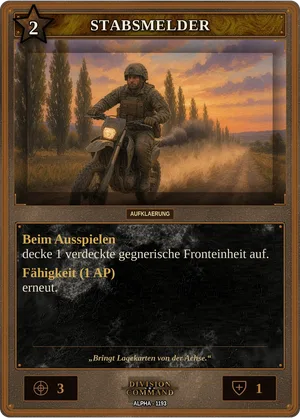 2
STABSMELDER
AUFKLAERUNG
Beim Ausspielen
decke 1 verdeckte gegnerische Fronteinheit auf.
Fähigkeit (1 AP)
erneut.
„Bringt Lagekarten von der Achse.“
3
DIVISION COMMAND
ALPHA · 1193
1